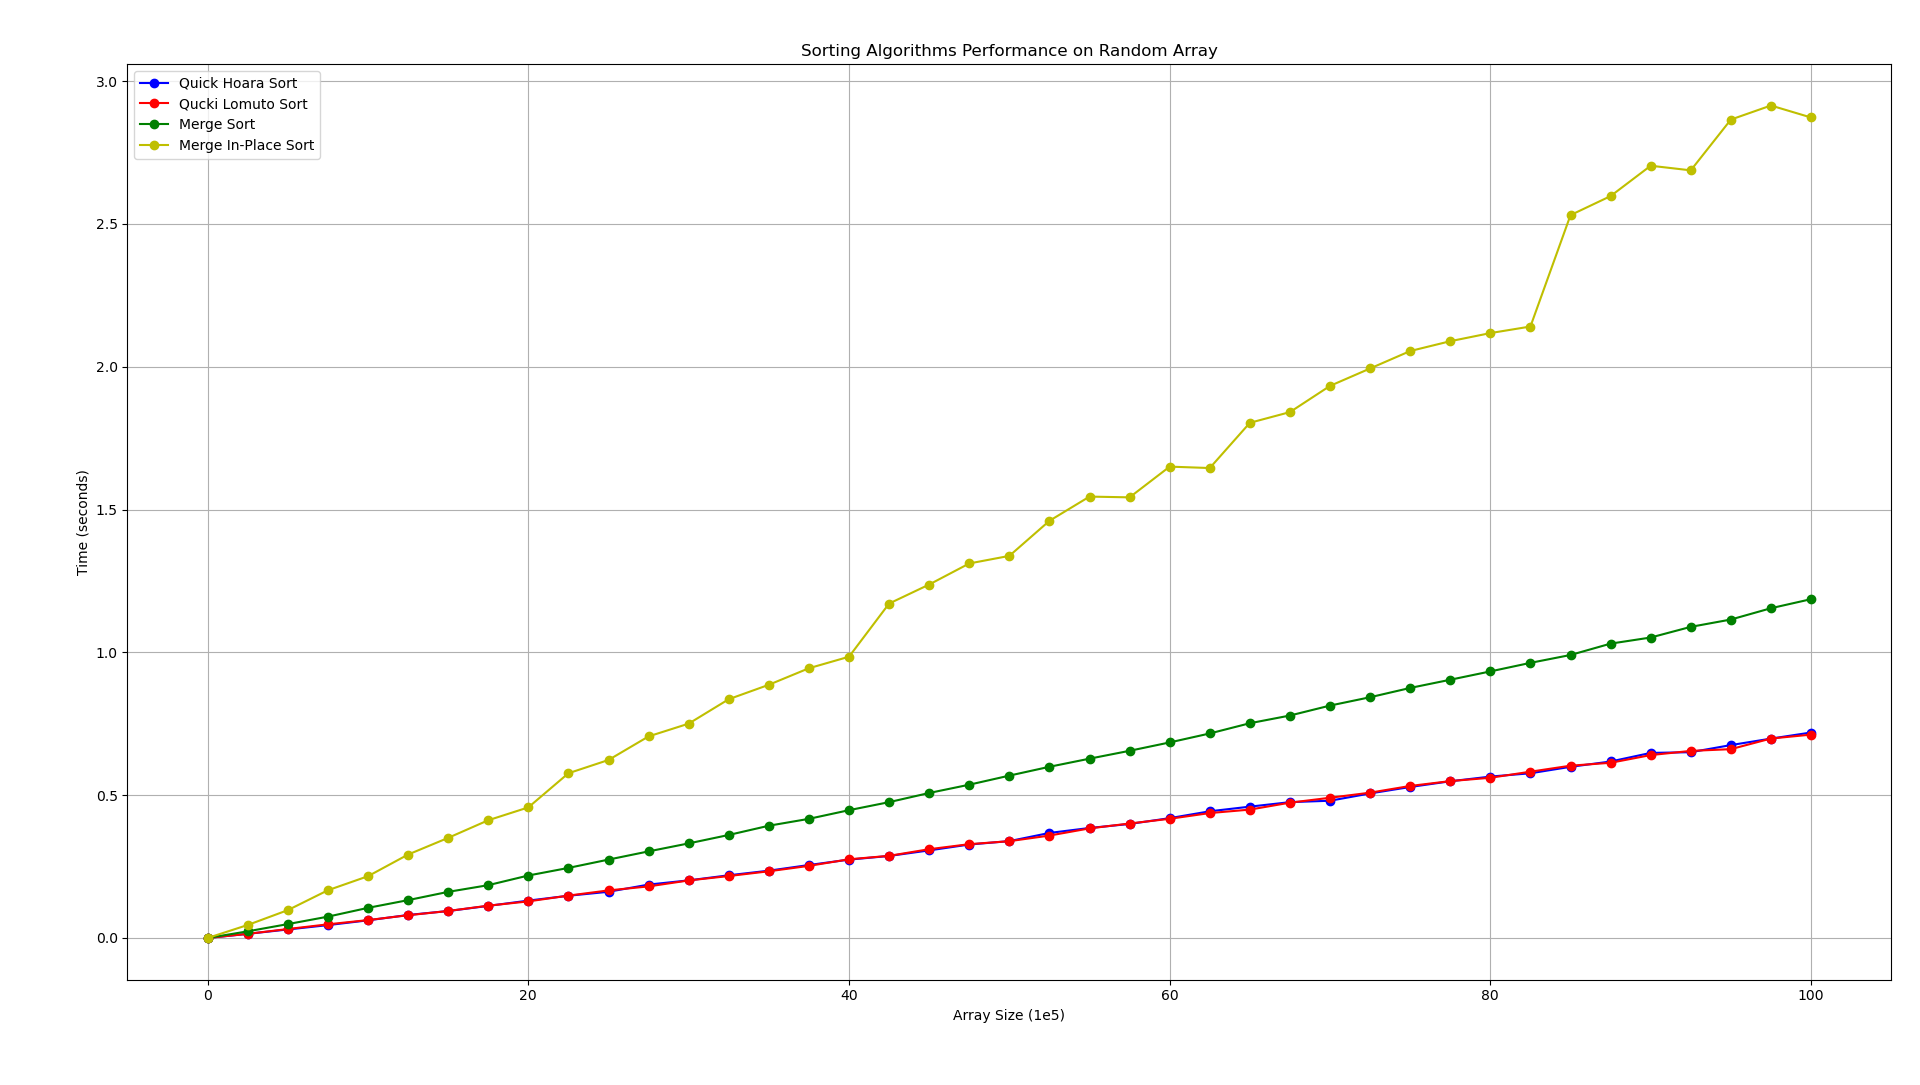 Sorting Algorithms Performance on Random Array
Quick Hoara Sort
Qucki Lomuto Sort
Merge Sort
Merge In-Place Sort
3.0
2.5
2.0
1.5
1.0
0.5
0.0
Time (seconds)
0 20 40 60 80 100
Array Size (1e5)